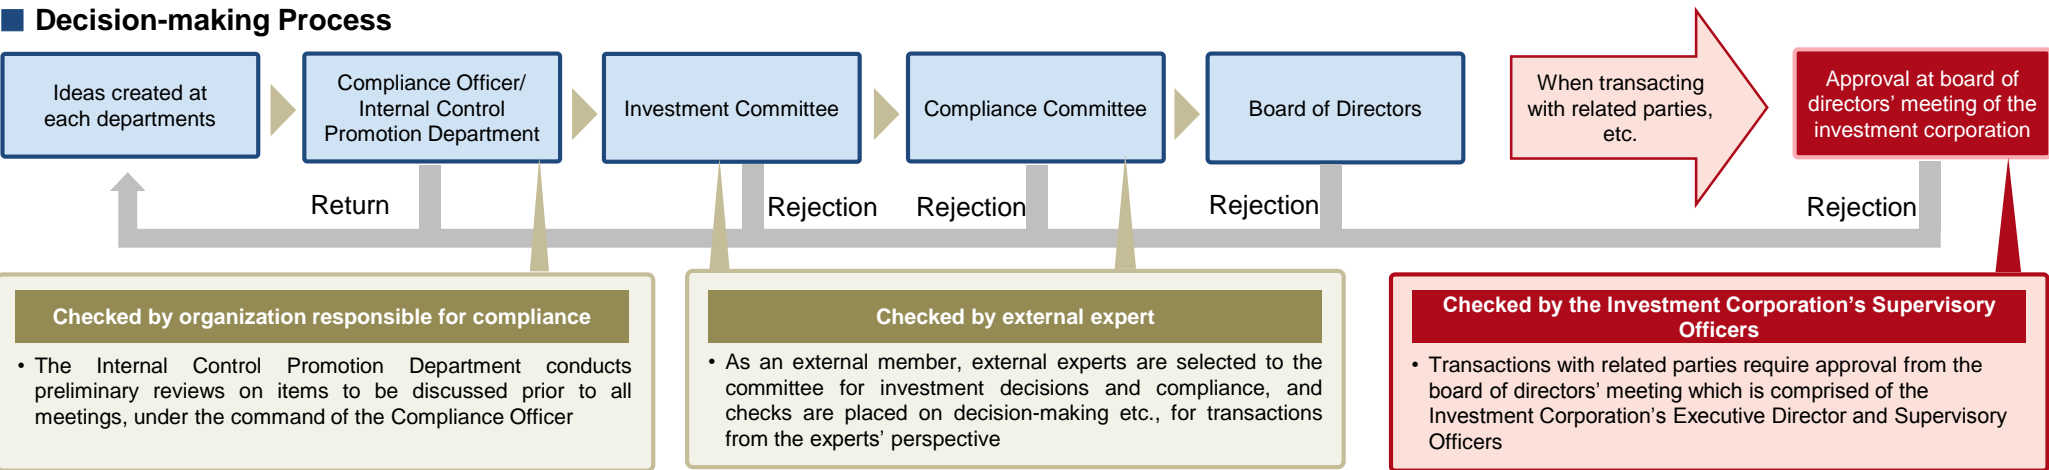 Decision-making Process
Ideas created at
each departments
Compliance Officer/
Internal Control
Promotion Department
Investment Committee
Compliance Committee
Board of Directors
When transacting
with related parties,
etc.
Approval at board of
directors’ meeting of the
investment corporation
Return
Rejection
Rejection
Rejection
Rejection
Checked by organization responsible for compliance
• The Internal Control Promotion Department conducts
preliminary reviews on items to be discussed prior to all
meetings, under the command of the Compliance Officer
Checked by external expert
• As an external member, external experts are selected to the
committee for investment decisions and compliance, and
checks are placed on decision-making etc., for transactions
from the experts’ perspective
Checked by the Investment Corporation’s Supervisory
Officers
• Transactions with related parties require approval from the
board of directors’ meeting which is comprised of the
Investment Corporation’s Executive Director and Supervisory
Officers